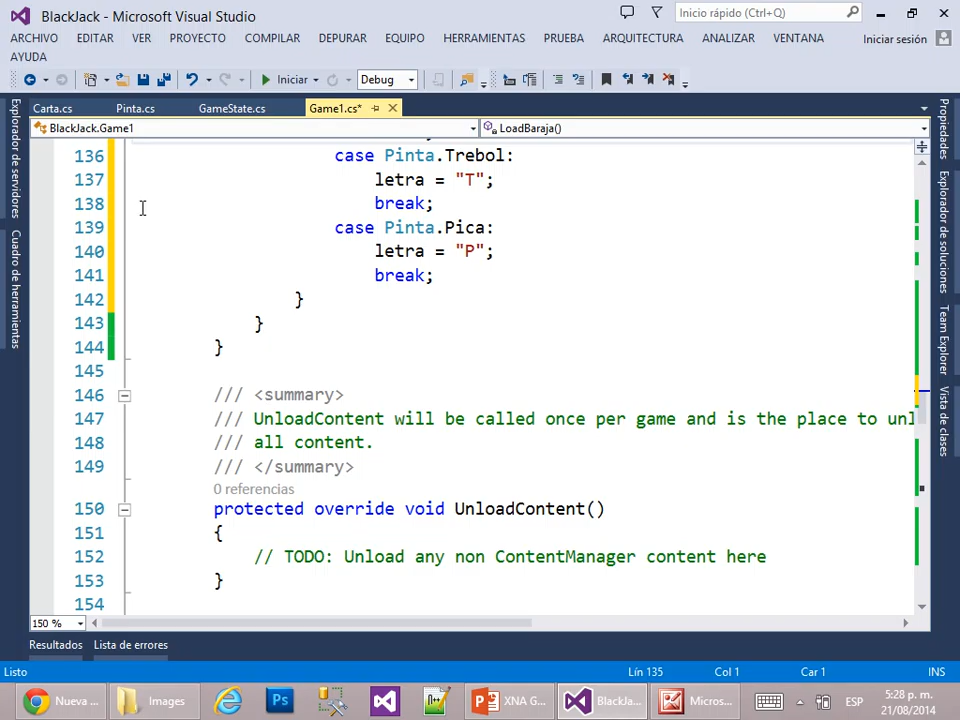 BlackJack - Microsoft Visual Studio
Inicio rápido (Ctrl+Q)
ARCHIVO EDITAR VER PROYECTO COMPILAR DEPURAR EQUIPO HERRAMIENTAS PRUEBA ARQUITECTURA ANALIZAR VENTANA Iniciar sesión
AYUDA
Iniciar Debug
Carta.cs Pinta.cs GameState.cs Game1.cs*
BlackJack.Game1 LoadBaraja()
Explorador de servidores
Cuadro de herramientas
136 case Pinta.Trebol:
137 letra = "T";
138 break;
139 case Pinta.Pica:
140 letra = "P";
141 break;
142 }
143 }
144 }
145
146 /// <summary>
147 /// UnloadContent will be called once per game and is the place to unl
148 /// all content.
149 /// </summary>
0 referencias
150 protected override void UnloadContent()
151 {
152 // TODO: Unload any non ContentManager content here
153 }
154
Propiedades
Explorador de soluciones
Team Explorer
Vista de clases
150 %
Resultados Lista de errores
Listo Lín 135 Col 1 Car 1 INS
Nueva ... Images Ps XNA G... BlackJa... Micros... ESP
5:28 p. m.
21/08/2014